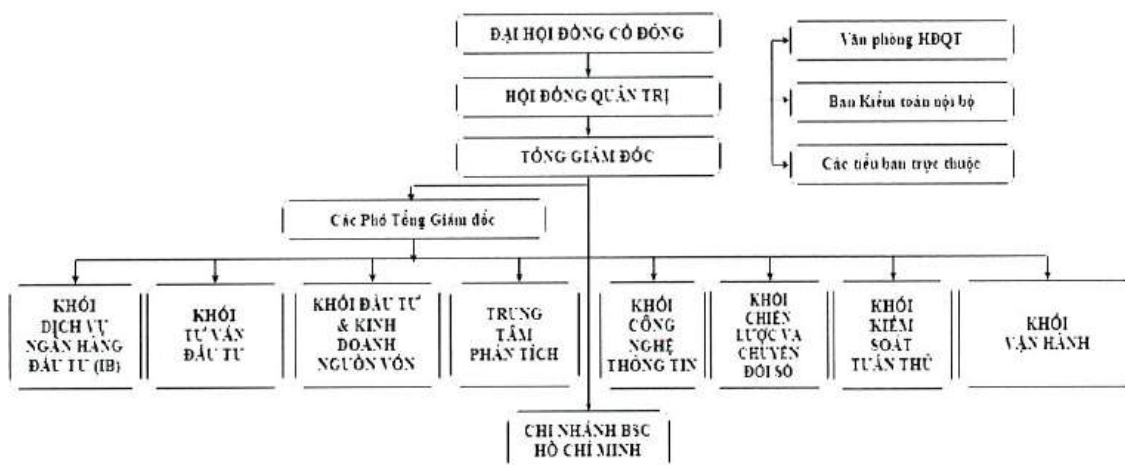 ĐẠI HỘI ĐỒNG CỔ ĐÔNG
HỘI ĐỒNG QUẢN TRỊ
TỔNG GIÁM ĐỐC
Văn phòng HĐQT
Ban Kiểm toán nội bộ
Các tiểu ban trực thuộc
Các Phó Tổng Giám đốc
KHỐI
DỊCH VỤ
NGÂN HÀNG
ĐẦU TƯ (IB)
KHỐI
TƯ VẤN
ĐẦU TƯ
KHỐI ĐẦU TƯ
& KINH
DOANH
NGUỒN VỐN
TRUNG
TÂM
PHÂN TÍCH
KHỐI
CÔNG
NGHỆ
THÔNG TIN
KHỐI
CHIẾN
LƯỢC VÀ
CHUYỂN
ĐỔI SỐ
KHỐI
KIỂM
SOÁT
TUÂN THỦ
KHỐI
VẬN HÀNH
CHI NHÁNH BSC
HỒ CHÍ MINH